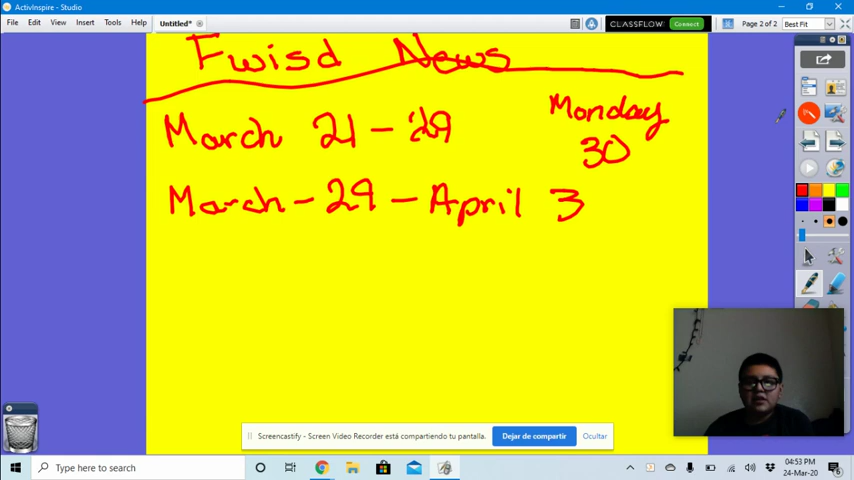 ActivInspire - Studio
File Edit View Insert Tools Help Untitled* CLASSFLOW Connect Page 2 of 2 Best Fit
Fwisd News
March 21 - 29
Monday
30
March - 29 - April 3
Screencastify - Screen Video Recorder está compartiendo tu pantalla. Dejar de compartir Ocultar
Type here to search
04:53 PM
24-Mar-20